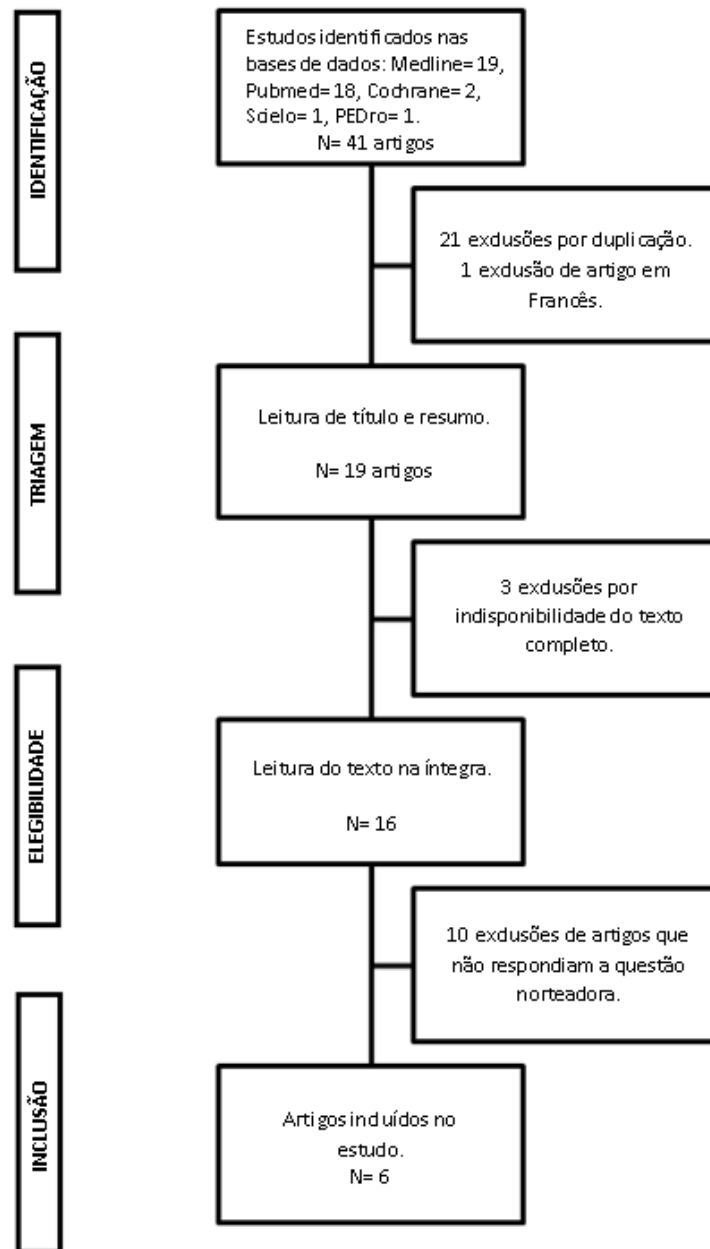 IDENTIFICAÇÃO
Estudos identificados nas
bases de dados: Medline= 19,
Pubmed= 18, Cochrane= 2,
Scielo= 1, PEDro= 1.
N= 41 artigos
21 exclusões por duplicação.
1 exclusão de artigo em
Francês.
TRIAGEM
Leitura de título e resumo.
N= 19 artigos
3 exclusões por
indisponibilidade do texto
completo.
ELEGIBILIDADE
Leitura do texto na íntegra.
N= 16
10 exclusões de artigos que
não respondiam a questão
norteadora.
INCLUSÃO
Artigos incluídos no
estudo.
N= 6